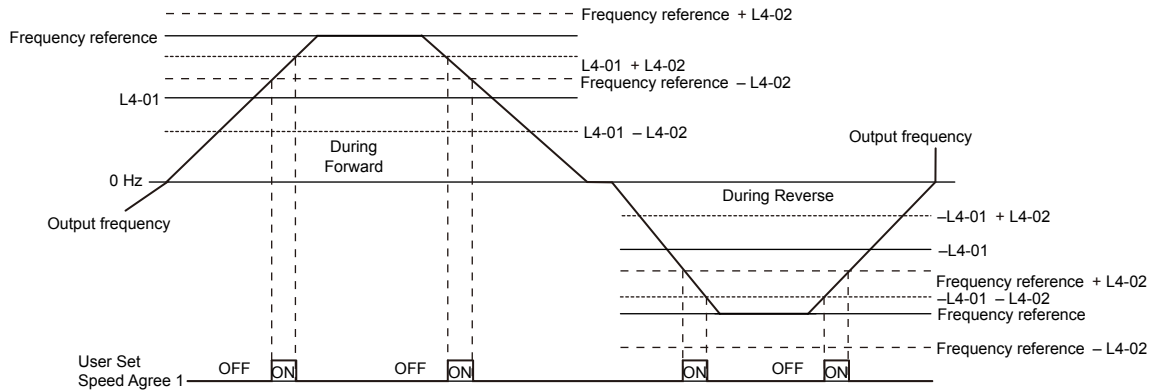 Frequency reference + L4-02
Frequency reference
L4-01 + L4-02
Frequency reference – L4-02
L4-01
L4-01 – L4-02
During
Forward
Output frequency
0 Hz
During Reverse
Output frequency
–L4-01 + L4-02
–L4-01
Frequency reference + L4-02
–L4-01 – L4-02
Frequency reference
Frequency reference – L4-02
User Set
Speed Agree 1
OFF
ON
OFF
ON
ON
OFF
ON